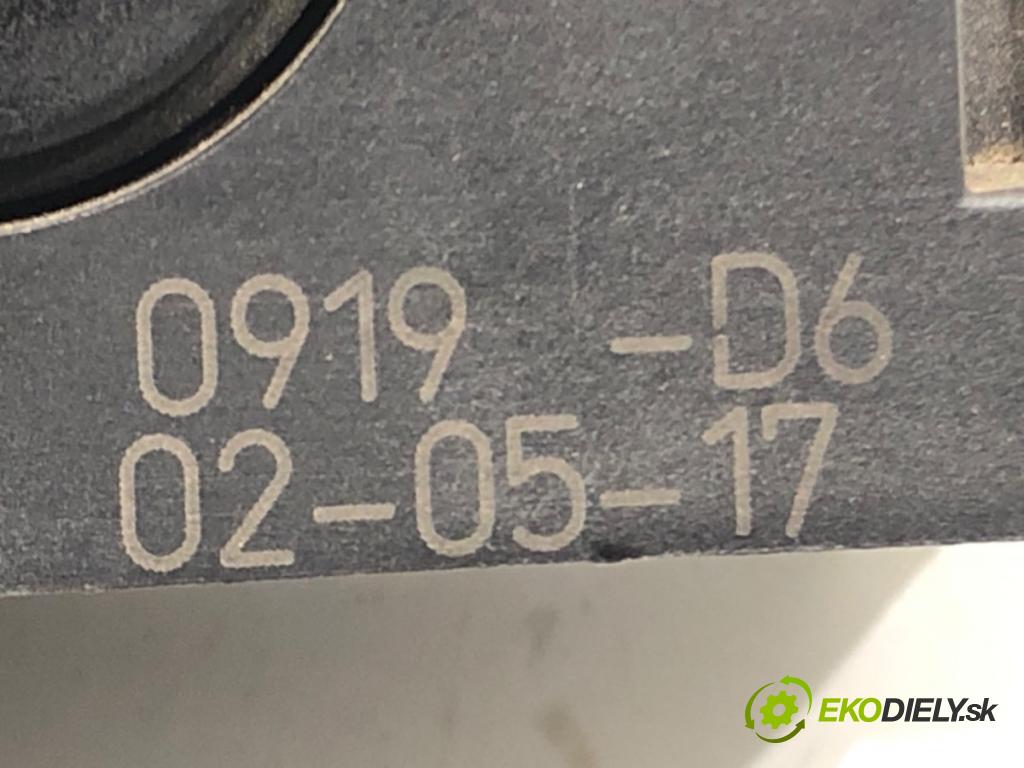 0919 -D6
02-05-17
EKODIELY.sk